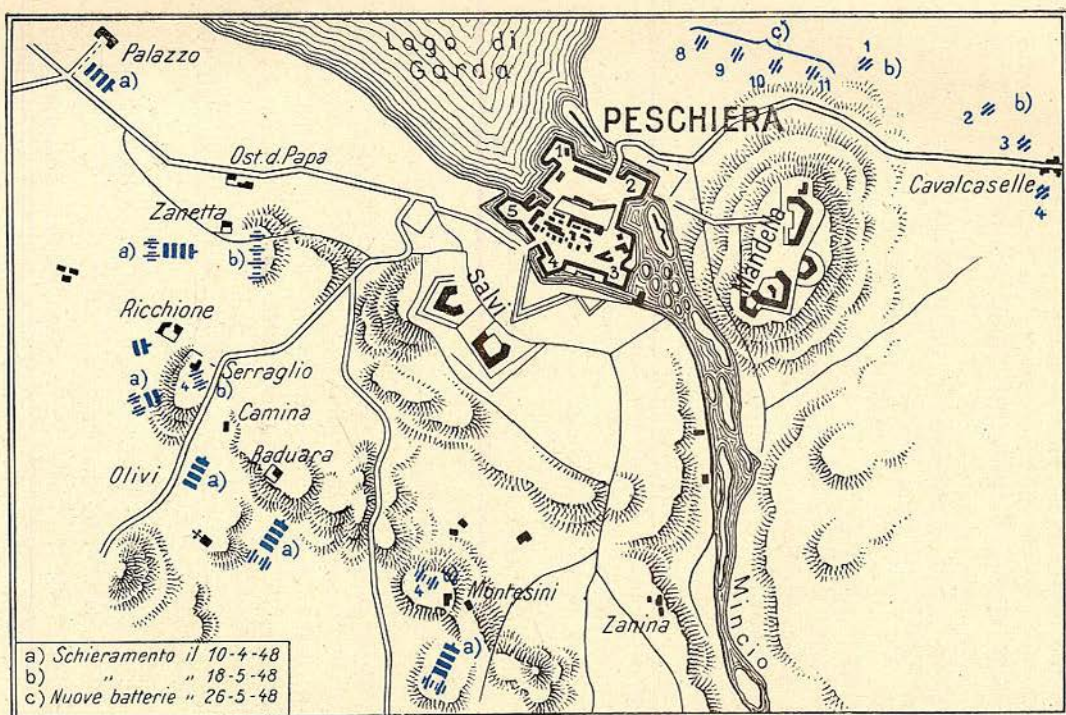 Palazzo
a)
Lago di
Garda
c)
8
9
10
11
1
b)
2
b)
3
4
PESCHIERA
Cavalcaselle
Ost. d. Papa
Zanetta
a)
b)
1
2
3
4
5
Salvi
Mandella
Ricchione
a)
4
b)
Serraglio
Camina
Baduara
Olivi
a)
a)
4
b)
Montesini
a)
Zanina
Mincio
a) Schieramento il 10-4-48
b) " " 18-5-48
c) Nuove batterie " 26-5-48